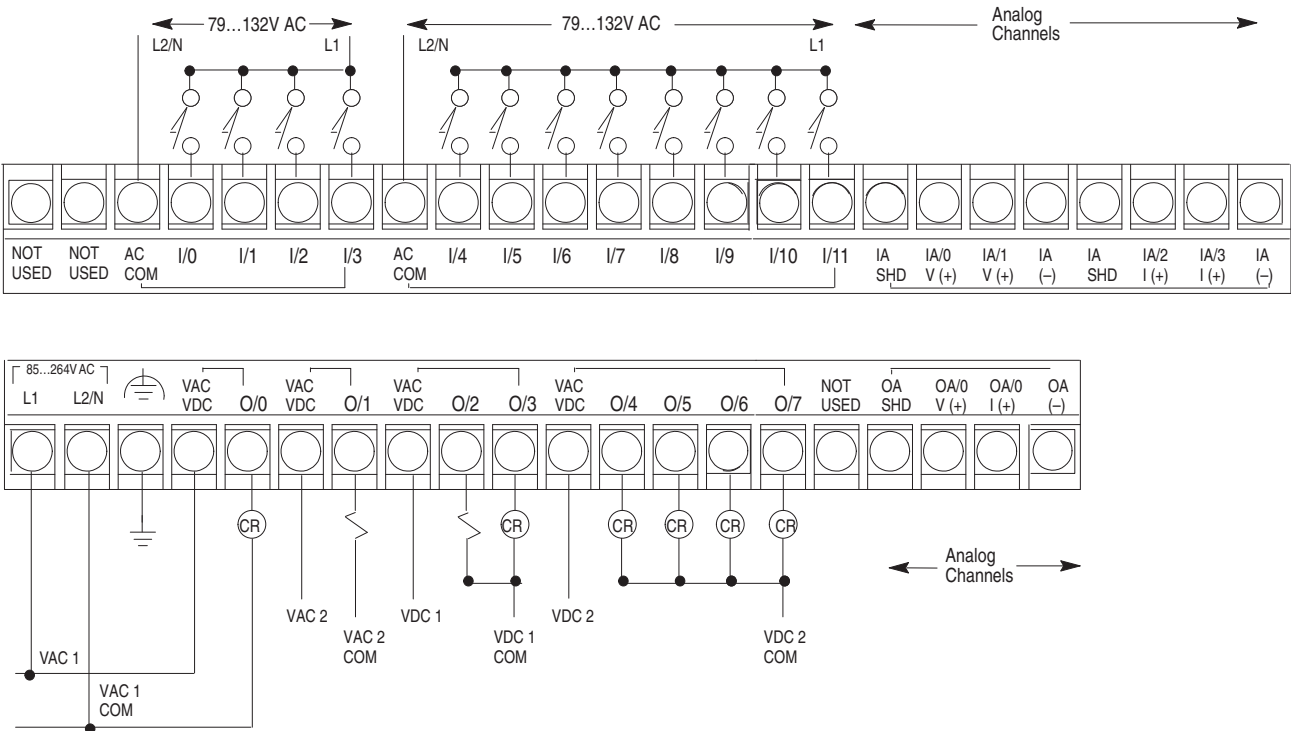 79...132V AC
79...132V AC
Analog
Channels
L2/N
L1
L2/N
L1
NOT
USED
NOT
USED
AC
COM
I/0
I/1
I/2
I/3
AC
COM
I/4
I/5
I/6
I/7
I/8
I/9
I/10
I/11
IA
SHD
IA/0
V (+)
IA/1
V (+)
IA
(–)
IA
SHD
IA/2
I (+)
IA/3
I (+)
IA
(–)
85...264V AC
L1
L2/N
VAC
VDC
O/0
VAC
VDC
O/1
VAC
VDC
O/2
O/3
VAC
VDC
O/4
O/5
O/6
O/7
NOT
USED
OA
SHD
OA/0
V (+)
OA/0
I (+)
OA
(–)
CR
CR
CR
CR
CR
CR
Analog
Channels
VAC 2
VAC 2
COM
VDC 1
VDC 1
COM
VDC 2
VDC 2
COM
VAC 1
VAC 1
COM